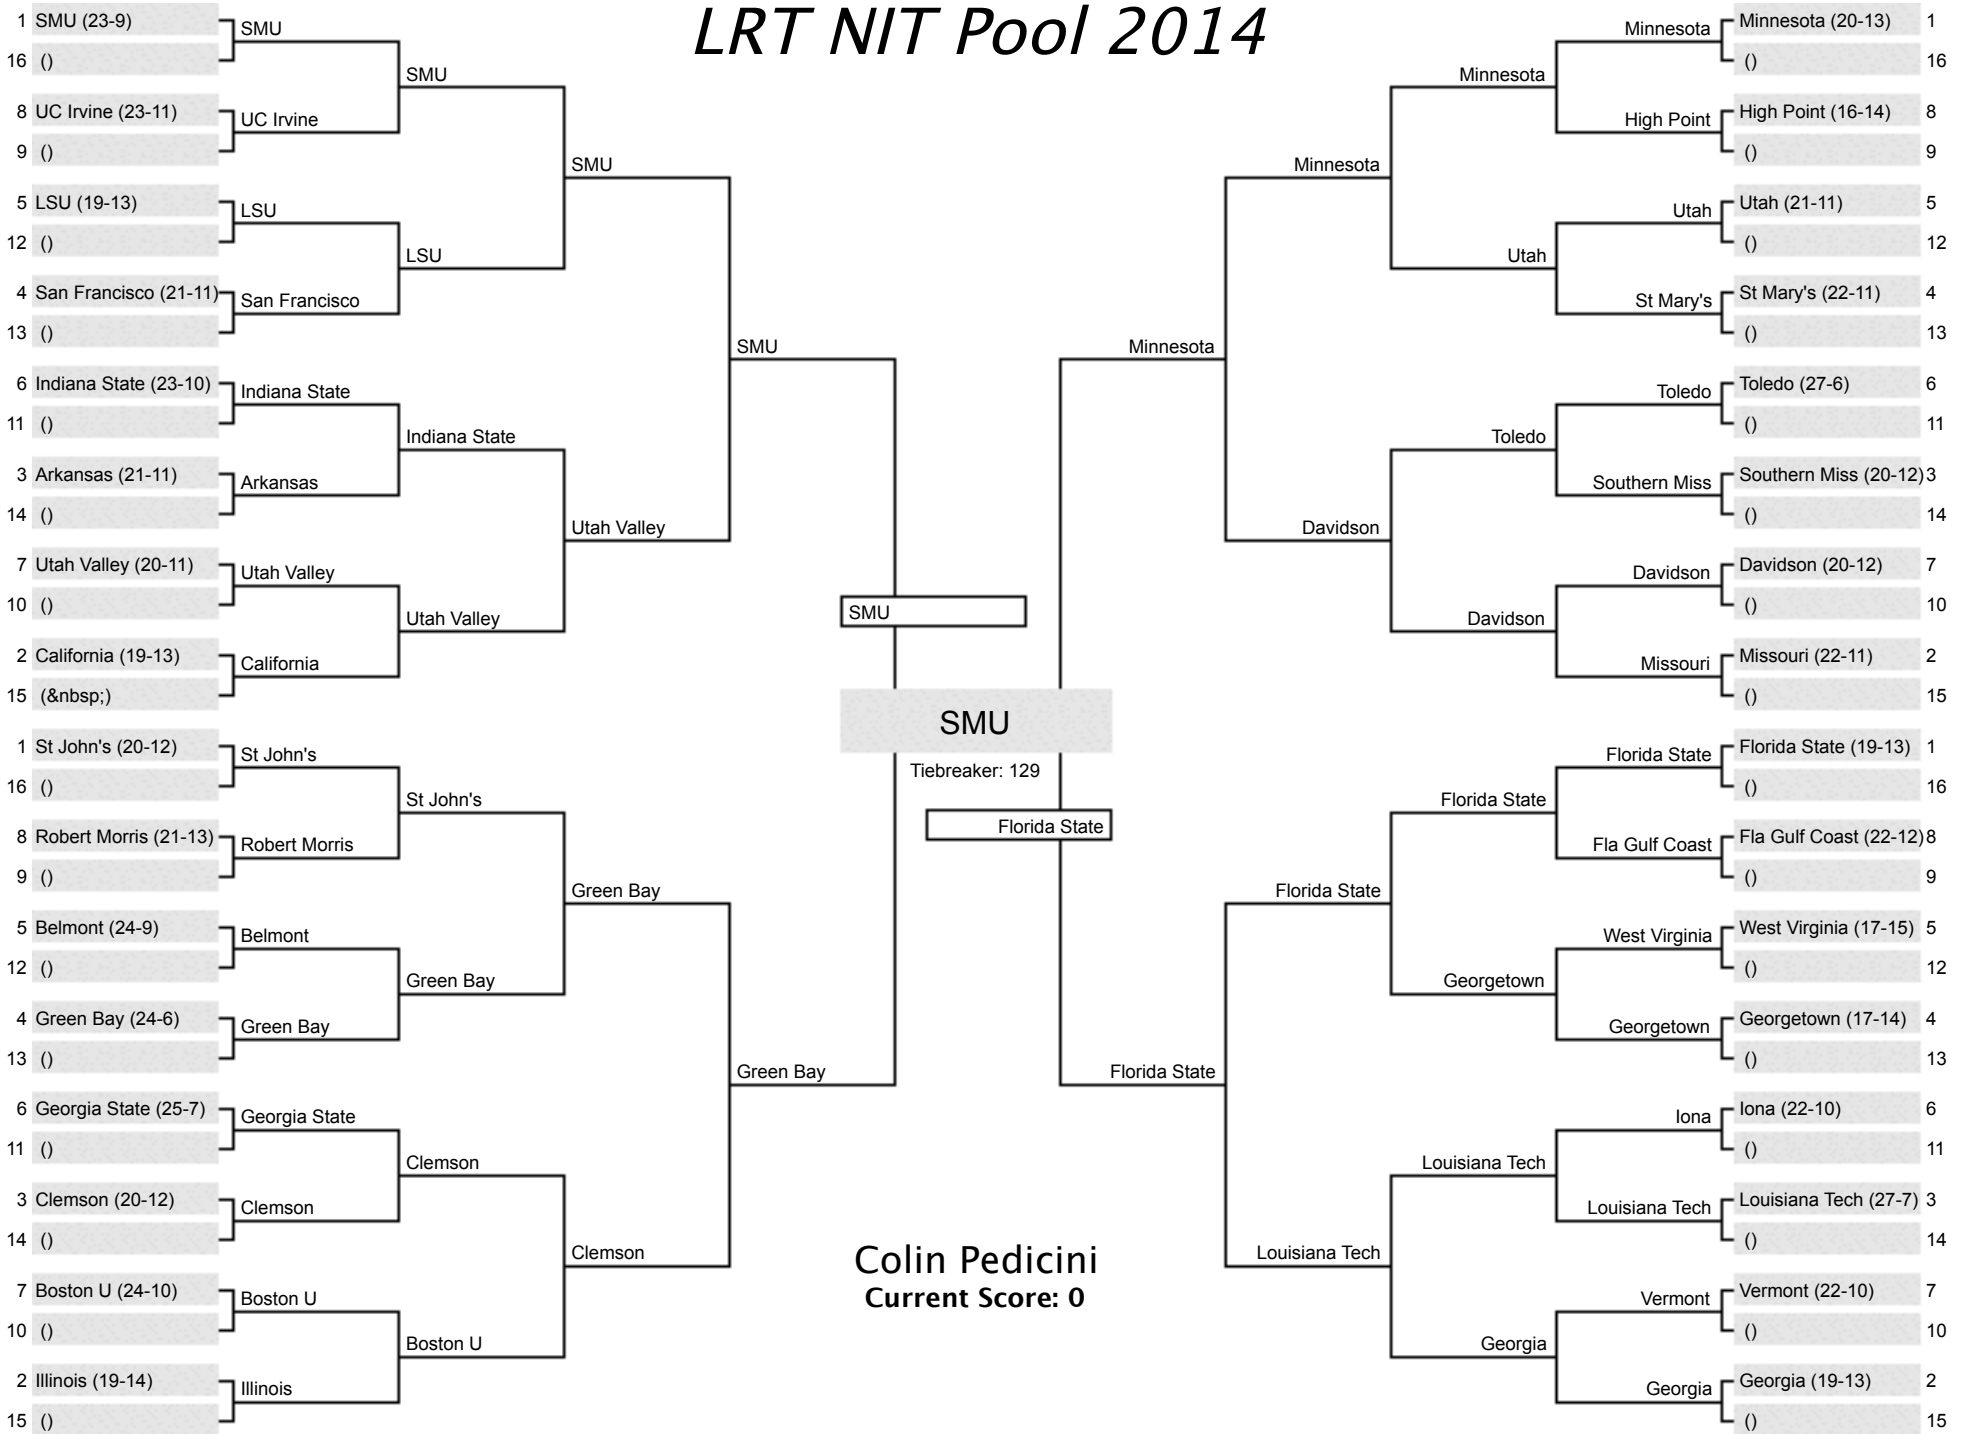 LRT NIT Pool 2014
1 SMU (23-9)
16 ()
8 UC Irvine (23-11)
9 ()
5 LSU (19-13)
12 ()
4 San Francisco (21-11)
13 ()
6 Indiana State (23-10)
11 ()
3 Arkansas (21-11)
14 ()
7 Utah Valley (20-11)
10 ()
2 California (19-13)
15 (&nbsp;)
1 St John's (20-12)
16 ()
8 Robert Morris (21-13)
9 ()
5 Belmont (24-9)
12 ()
4 Green Bay (24-6)
13 ()
6 Georgia State (25-7)
11 ()
3 Clemson (20-12)
14 ()
7 Boston U (24-10)
10 ()
2 Illinois (19-14)
15 ()
SMU
UC Irvine
LSU
San Francisco
Indiana State
Arkansas
Utah Valley
California
St John's
Robert Morris
Belmont
Green Bay
Georgia State
Clemson
Boston U
Illinois
SMU
LSU
Indiana State
Utah Valley
St John's
Green Bay
Clemson
Boston U
SMU
Utah Valley
Green Bay
Clemson
SMU
Green Bay
SMU
SMU
Tiebreaker: 129
Florida State
Colin Pedicini
Current Score: 0
Minnesota
Florida State
Minnesota
Davidson
Florida State
Louisiana Tech
Minnesota
Utah
Toledo
Davidson
Florida State
Georgetown
Louisiana Tech
Georgia
Minnesota
High Point
Utah
St Mary's
Toledo
Southern Miss
Davidson
Missouri
Florida State
Fla Gulf Coast
West Virginia
Georgetown
Iona
Louisiana Tech
Vermont
Georgia
Minnesota (20-13) 1
() 16
High Point (16-14) 8
() 9
Utah (21-11) 5
() 12
St Mary's (22-11) 4
() 13
Toledo (27-6) 6
() 11
Southern Miss (20-12) 3
() 14
Davidson (20-12) 7
() 10
Missouri (22-11) 2
() 15
Florida State (19-13) 1
() 16
Fla Gulf Coast (22-12) 8
() 9
West Virginia (17-15) 5
() 12
Georgetown (17-14) 4
() 13
Iona (22-10) 6
() 11
Louisiana Tech (27-7) 3
() 14
Vermont (22-10) 7
() 10
Georgia (19-13) 2
() 15